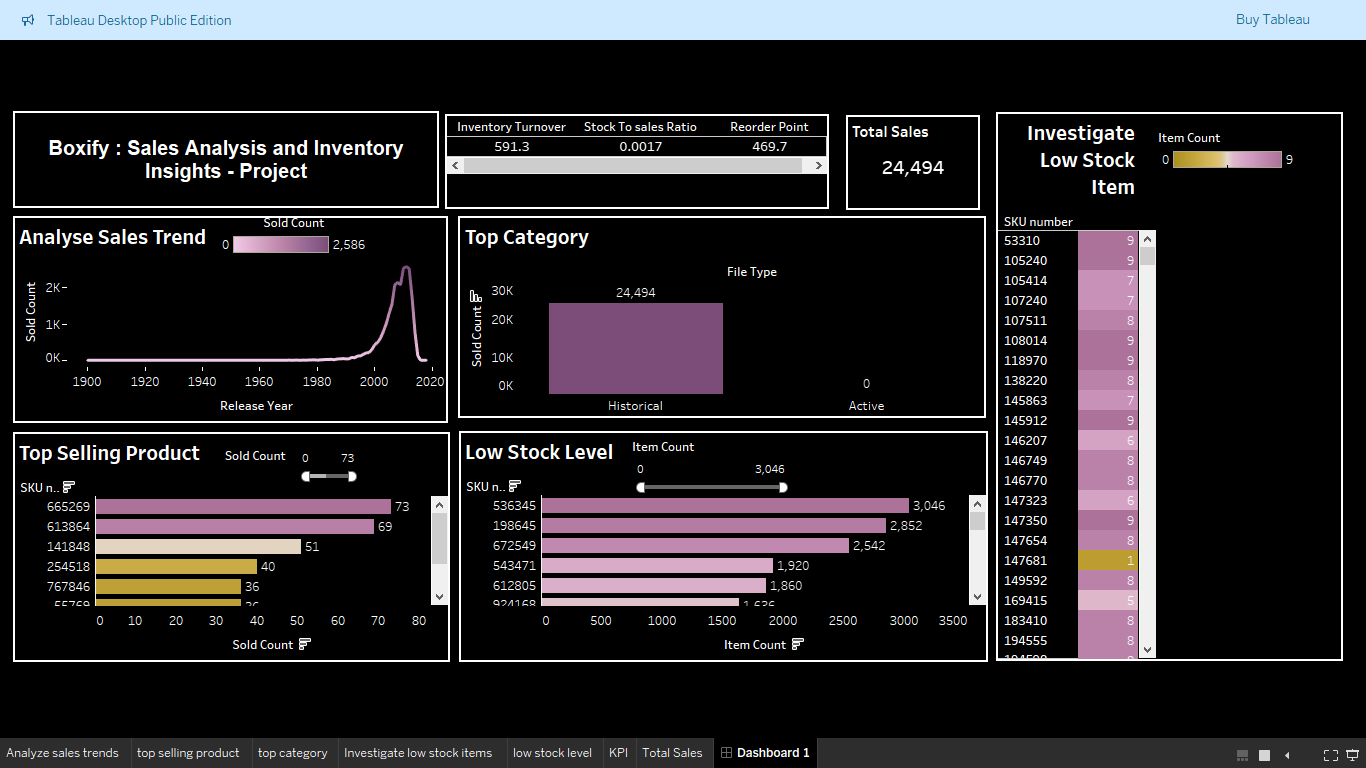 Tableau Desktop Public Edition
Buy Tableau
Boxify : Sales Analysis and Inventory
Insights - Project
Inventory Turnover Stock To sales Ratio Reorder Point
591.3 0.0017 469.7
Total Sales
24,494
Investigate
Low Stock
Item
Item Count
0 9
SKU number
53310 9
105240 9
105414 7
107240 7
107511 8
108014 9
118970 9
138220 8
145863 7
145912 9
146207 6
146749 8
146770 8
147323 6
147350 9
147654 8
147681 1
149592 8
169415 5
183410 8
194555 8
Analyse Sales Trend
Sold Count
0 2,586
Sold Count
2K
1K
0K
1900 1920 1940 1960 1980 2000 2020
Release Year
Top Category
File Type
Sold Count
30K
20K
10K
0K
24,494
0
Historical Active
Top Selling Product
Sold Count
0 73
SKU n..
665269 73
613864 69
141848 51
254518 40
767846 36
55769 36
0 10 20 30 40 50 60 70 80
Sold Count
Low Stock Level
Item Count
0 3,046
SKU n..
536345 3,046
198645 2,852
672549 2,542
543471 1,920
612805 1,860
924168 1,636
0 500 1000 1500 2000 2500 3000 3500
Item Count
Analyze sales trends top selling product top category Investigate low stock items low stock level KPI Total Sales Dashboard 1